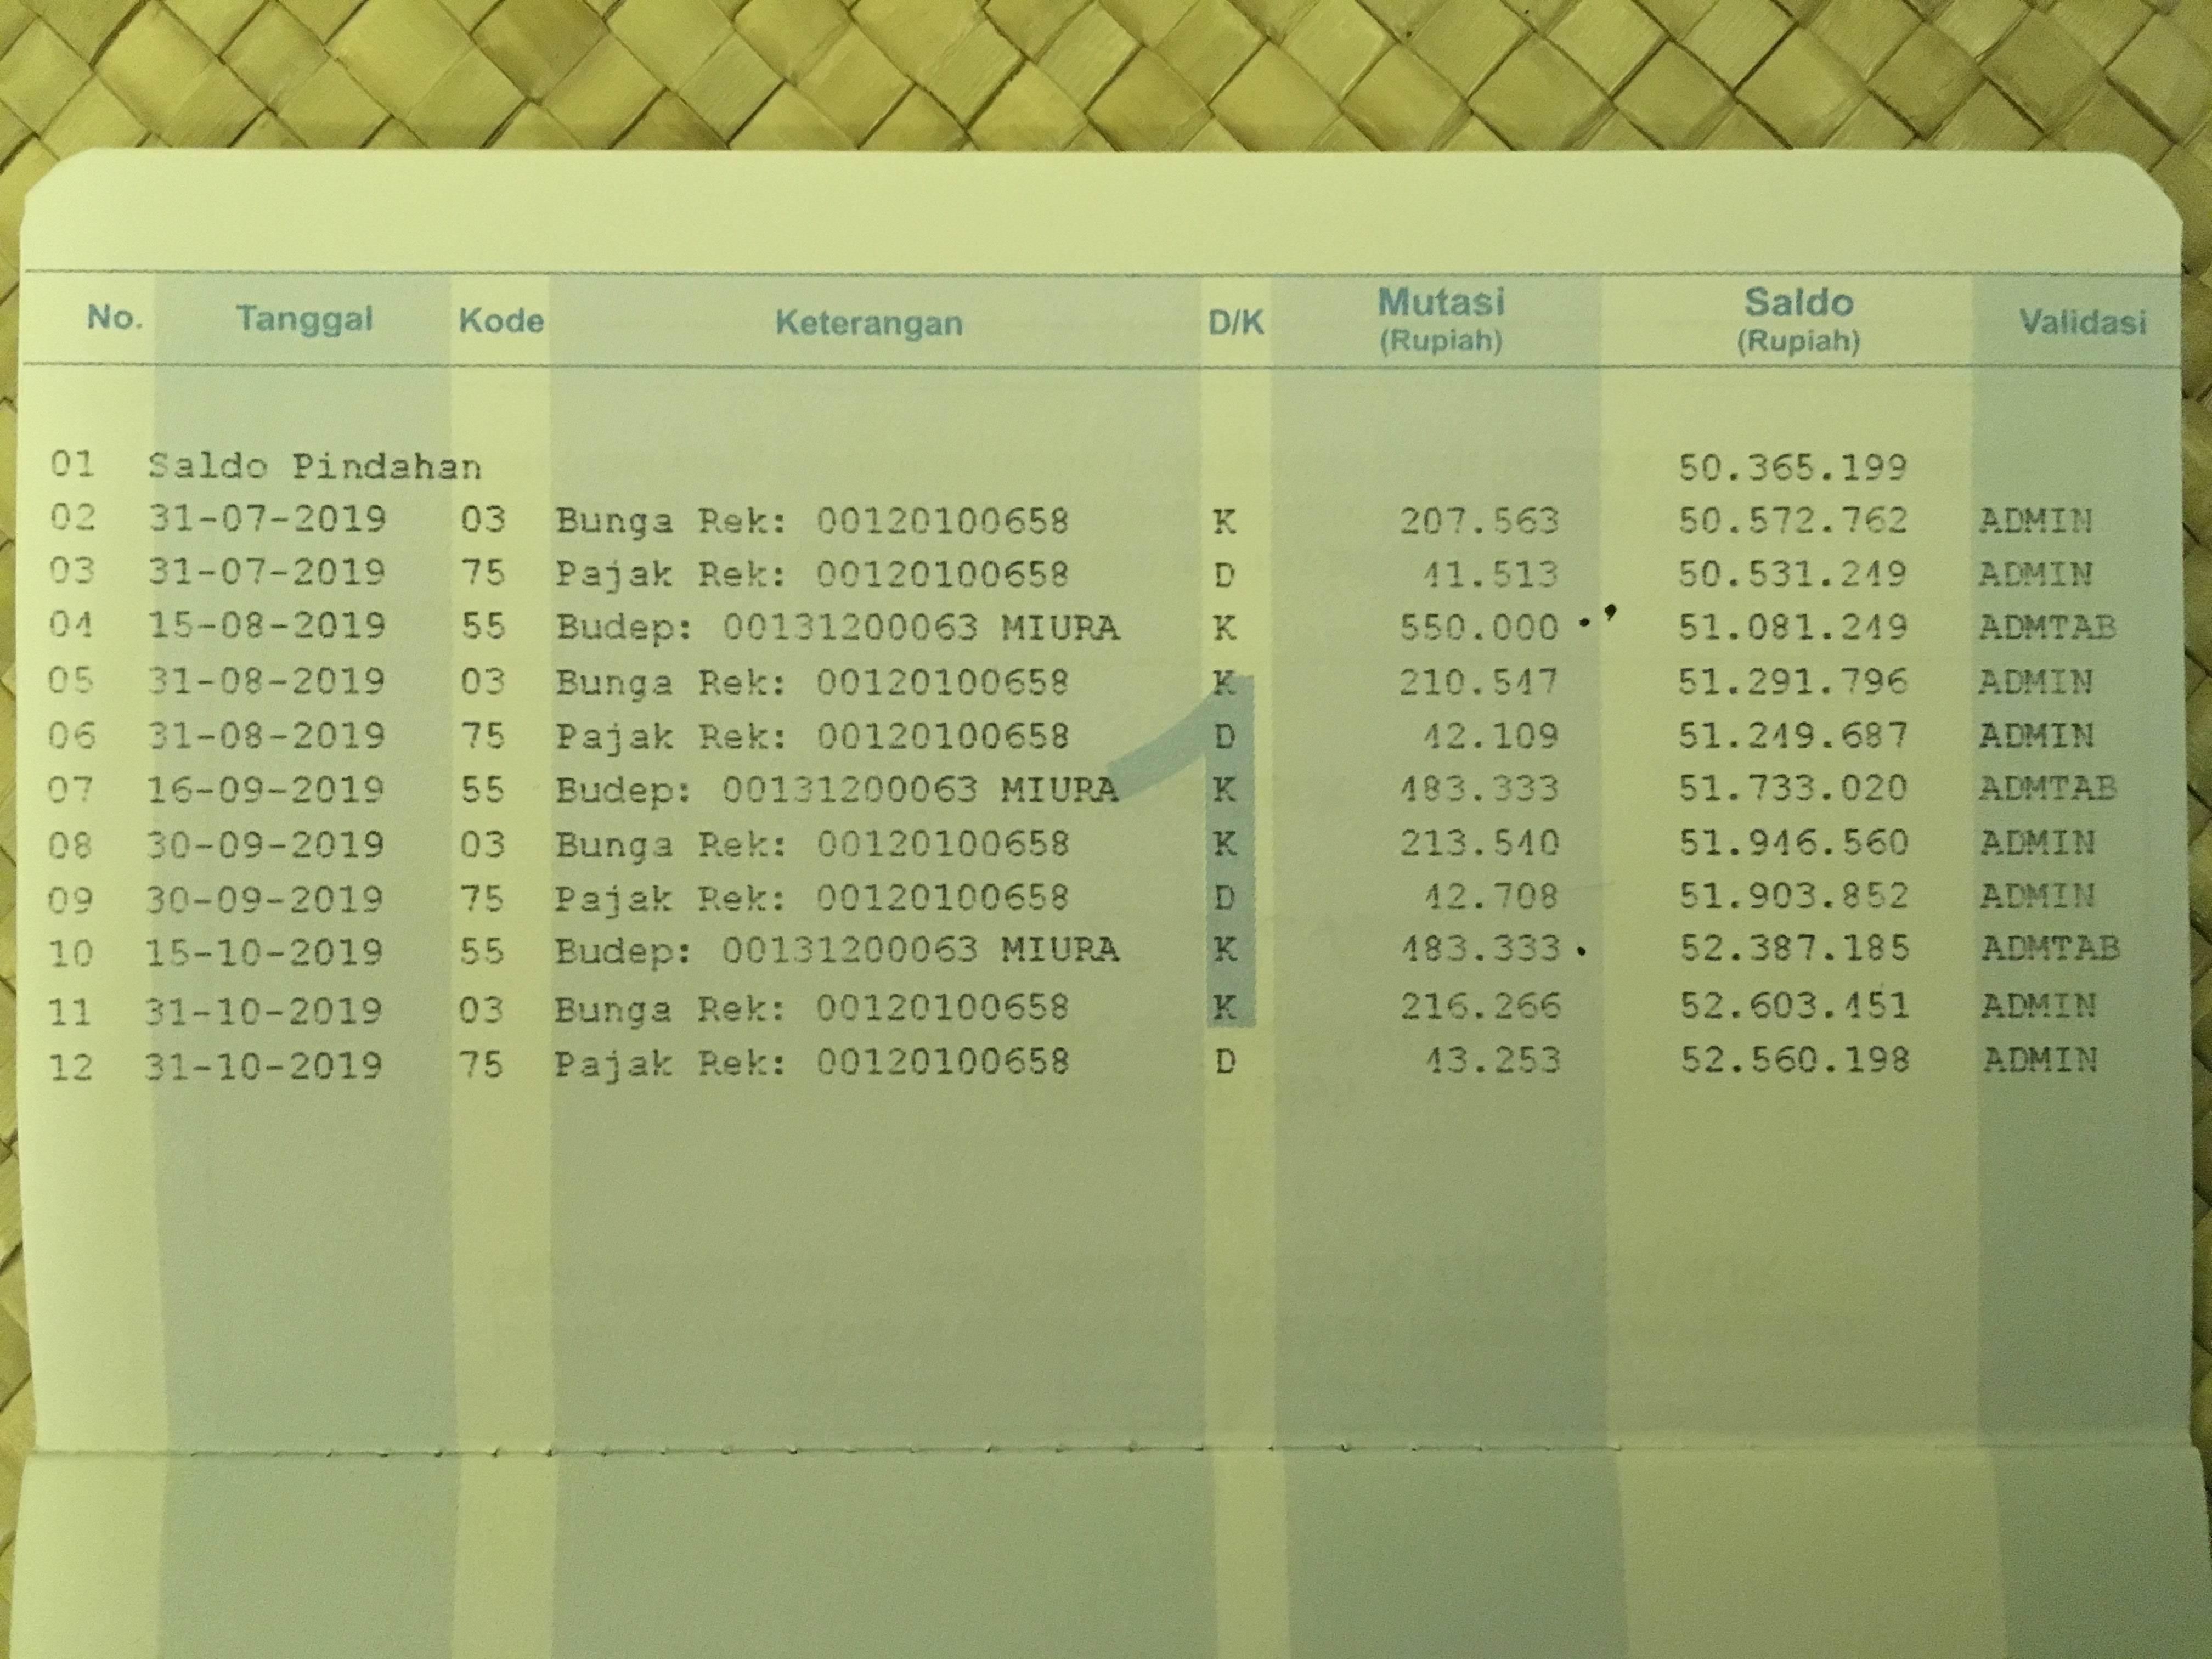 No. Tanggal Kode Keterangan D/K Mutasi (Rupiah) Saldo (Rupiah) Validasi
01 Saldo Pindahan 50.365.199
02 31-07-2019 03 Bunga Rek: 00120100658 K 207.563 50.572.762 ADMIN
03 31-07-2019 75 Pajak Rek: 00120100658 D 41.513 50.531.249 ADMIN
04 15-08-2019 55 Budep: 00131200063 MIURA K 550.000 51.081.249 ADMTAB
05 31-08-2019 03 Bunga Rek: 00120100658 K 210.547 51.291.796 ADMIN
06 31-08-2019 75 Pajak Rek: 00120100658 D 42.109 51.249.687 ADMIN
07 16-09-2019 55 Budep: 00131200063 MIURA K 483.333 51.733.020 ADMTAB
08 30-09-2019 03 Bunga Rek: 00120100658 K 213.540 51.946.560 ADMIN
09 30-09-2019 75 Pajak Rek: 00120100658 D 42.708 51.903.852 ADMIN
10 15-10-2019 55 Budep: 00131200063 MIURA K 483.333 52.387.185 ADMTAB
11 31-10-2019 03 Bunga Rek: 00120100658 K 216.266 52.603.451 ADMIN
12 31-10-2019 75 Pajak Rek: 00120100658 D 43.253 52.560.198 ADMIN
1